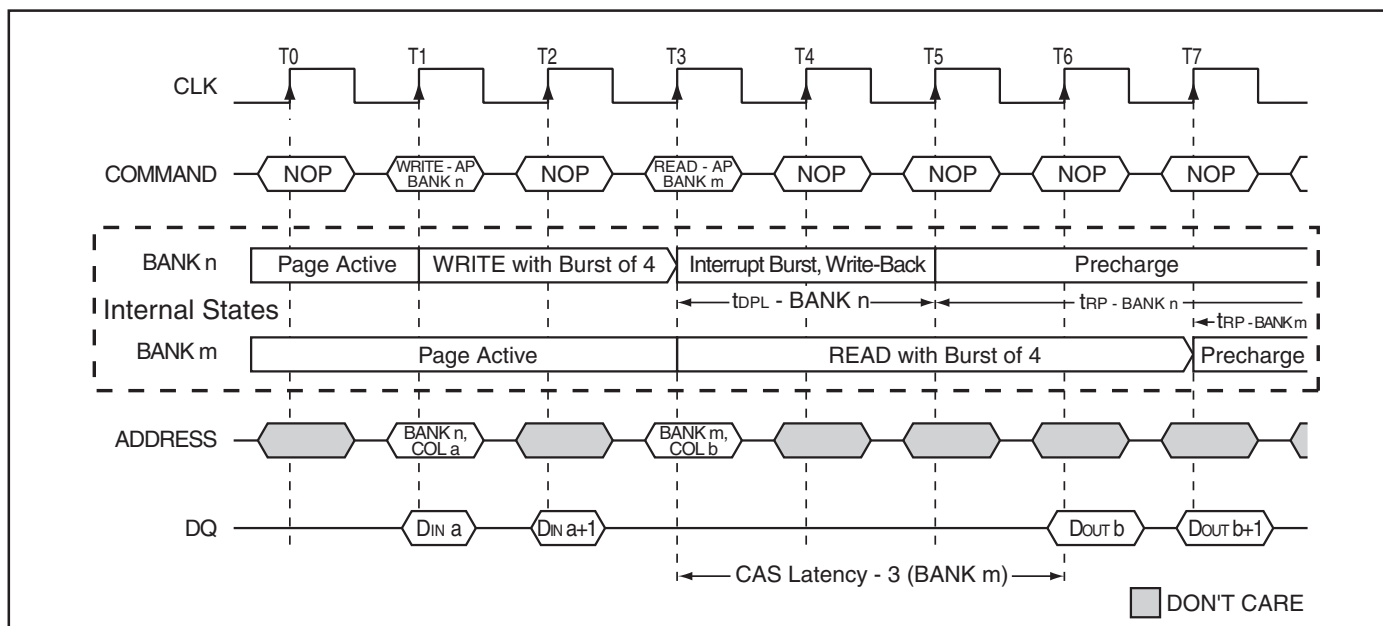 T0 T1 T2 T3 T4 T5 T6 T7
CLK
COMMAND NOP WRITE - AP BANK n NOP READ - AP BANK m NOP NOP NOP NOP
BANK n Page Active WRITE with Burst of 4 Interrupt Burst, Write-Back Precharge
tDPL - BANK n tRP - BANK n
Internal States
tRP - BANK m
BANK m Page Active READ with Burst of 4 Precharge
ADDRESS BANK n, COL a BANK m, COL b
DQ DIN a DIN a+1 DOUT b DOUT b+1
CAS Latency - 3 (BANK m)
DON'T CARE